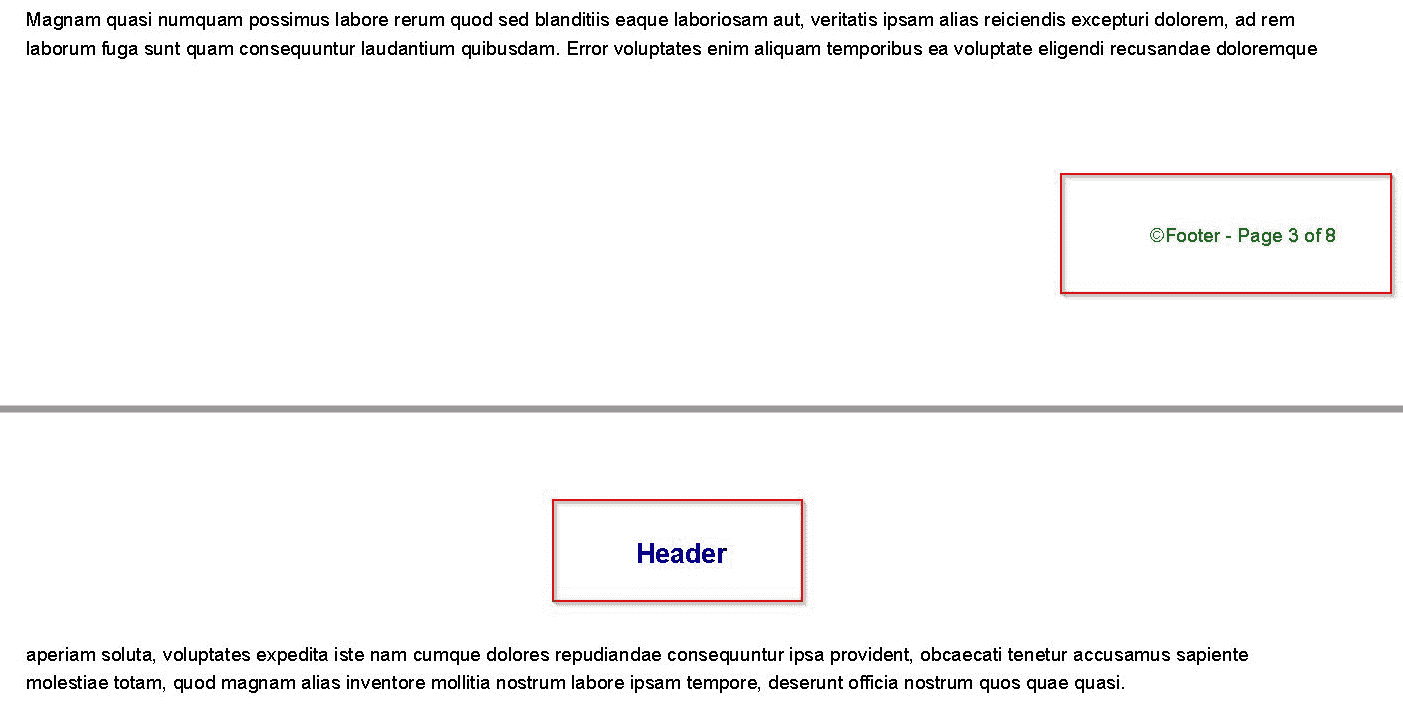 Magnam quasi numquam possimus labore rerum quod sed blanditiis eaque laboriosam aut, veritatis ipsam alias reiciendis excepturi dolorem, ad rem
laborum fuga sunt quam consequuntur laudantium quibusdam. Error voluptates enim aliquam temporibus ea voluptate eligendi recusandae doloremque
©Footer - Page 3 of 8
Header
aperiam soluta, voluptates expedita iste nam cumque dolores repudiandae consequuntur ipsa provident, obcaecati tenetur accusamus sapiente
molestiae totam, quod magnam alias inventore mollitia nostrum labore ipsam tempore, deserunt officia nostrum quos quae quasi.